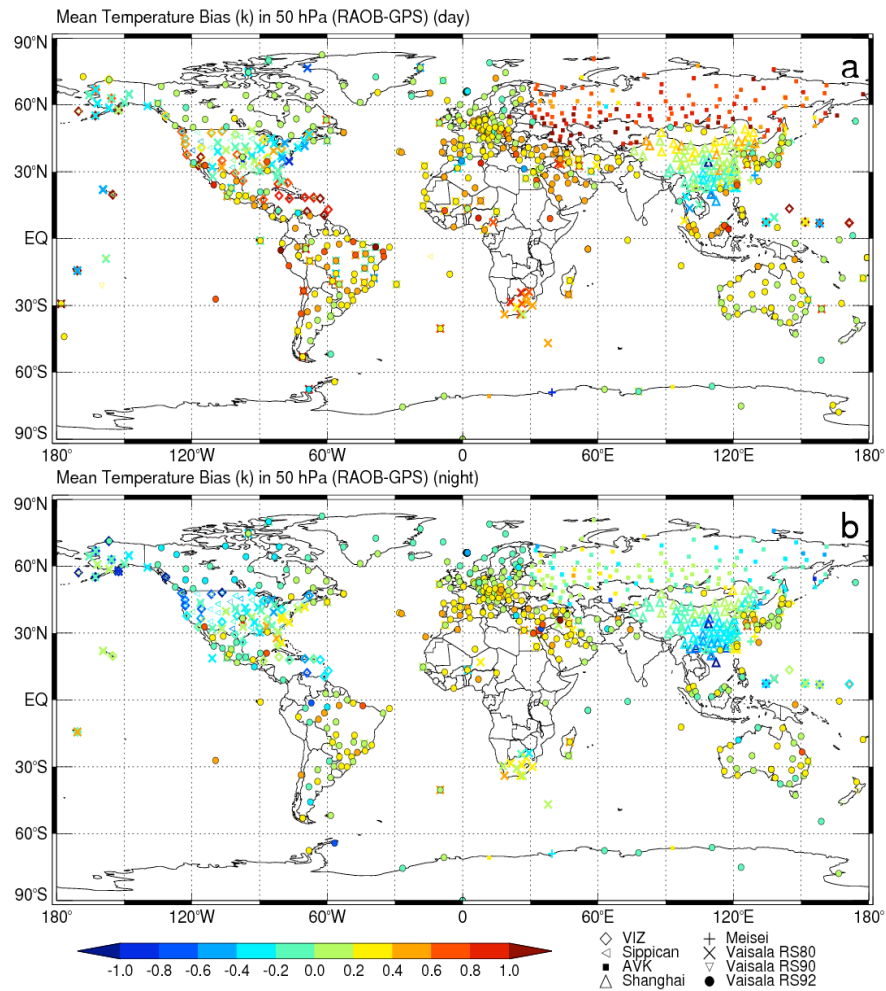 Mean Temperature Bias (k) in 50 hPa (RAOB-GPS) (day)
90°N
a
60°N
30°N
EQ
30°S
60°S
90°S
180° 120°W 60°W 0 60°E 120°E 180°
Mean Temperature Bias (k) in 50 hPa (RAOB-GPS) (night)
90°N
b
60°N
30°N
EQ
30°S
60°S
90°S
180° 120°W 60°W 0 60°E 120°E 180°
-1.0 -0.8 -0.6 -0.4 -0.2 0.0 0.2 0.4 0.6 0.8 1.0
VIZ Meisei
Sippican Vaisala RS80
AVK Vaisala RS90
Shanghai Vaisala RS92